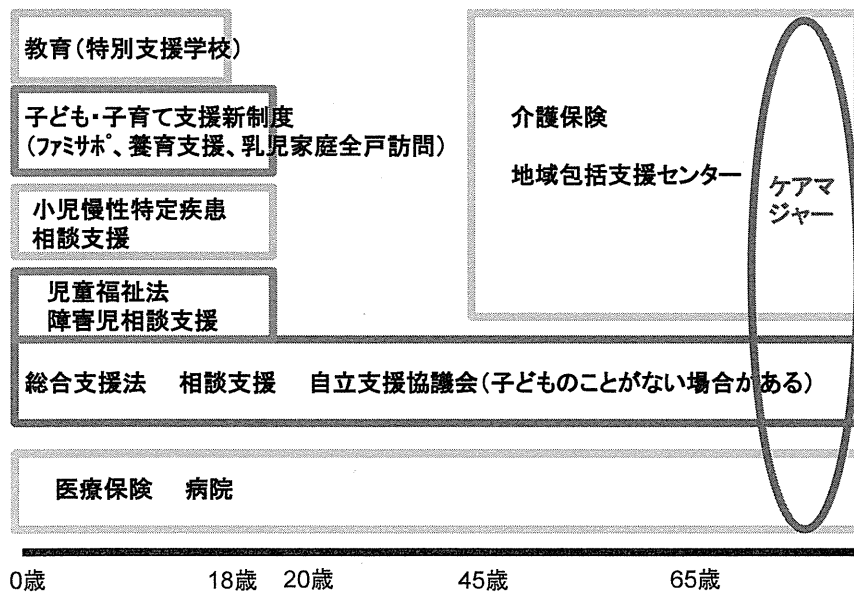 教育(特別支援学校)
子ども・子育て支援新制度
(ﾌｧﾐｻﾎﾟ、養育支援、乳児家庭全戸訪問)
小児慢性特定疾患
相談支援
児童福祉法
障害児相談支援
介護保険
地域包括支援センター
ケアマ
ジャー
総合支援法　相談支援　自立支援協議会(子どものことがない場合がある)
医療保険　病院
0歳　18歳　20歳　45歳　65歳